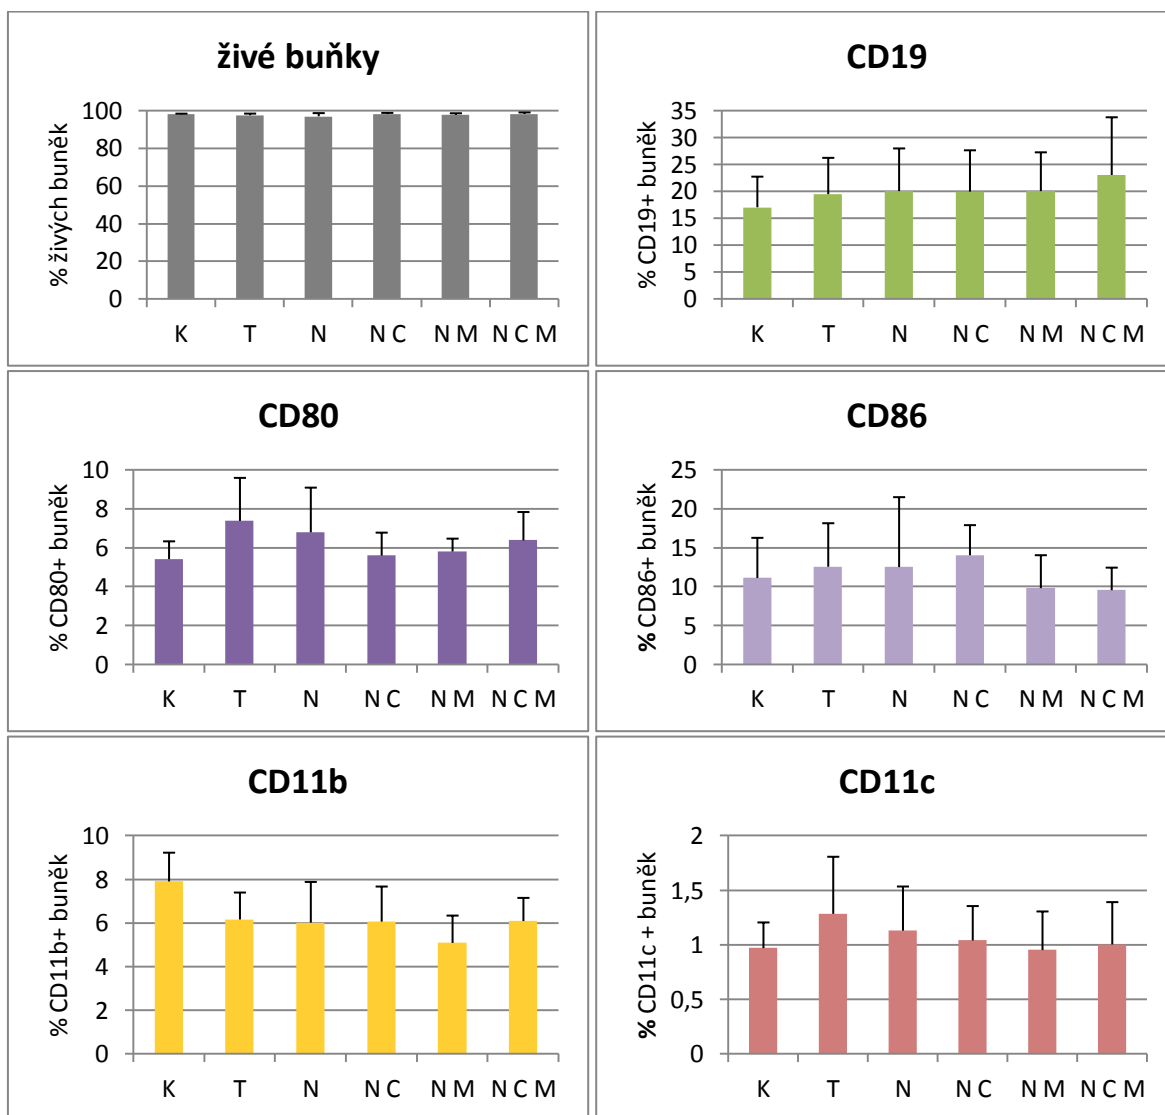 živé buňky
% živých buněk
100
80
60
40
20
0
K T N N C N M N C M
CD19
% CD19+ buněk
35
30
25
20
15
10
5
0
K T N N C N M N C M
CD80
% CD80+ buněk
10
8
6
4
2
0
K T N N C N M N C M
CD86
% CD86+ buněk
25
20
15
10
5
0
K T N N C N M N C M
CD11b
% CD11b+ buněk
10
8
6
4
2
0
K T N N C N M N C M
CD11c
% CD11c + buněk
2
1,5
1
0,5
0
K T N N C N M N C M